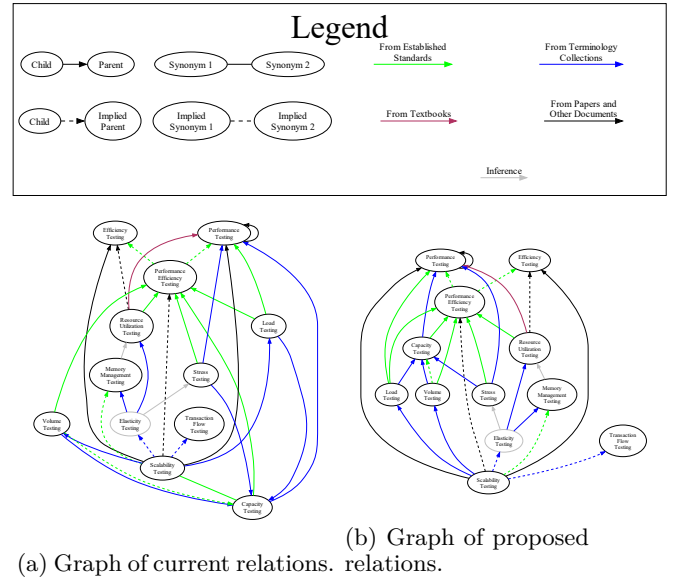 Legend
From Established
Standards
From Terminology
Collections
Child
Parent
Synonym 1
Synonym 2
From Textbooks
From Papers and
Other Documents
Child
Implied
Parent
Implied
Synonym 1
Implied
Synonym 2
Inference
Efficiency
Testing
Performance
Testing
Performance
Efficiency
Testing
Resource
Utilization
Testing
Load
Testing
Memory
Management
Testing
Stress
Testing
Volume
Testing
Elasticity
Testing
Transaction
Flow
Testing
Scalability
Testing
Capacity
Testing
(a) Graph of current relations.
Performance
Testing
Efficiency
Testing
Performance
Efficiency
Testing
Capacity
Testing
Resource
Utilization
Testing
Load
Testing
Volume
Testing
Stress
Testing
Memory
Management
Testing
Elasticity
Testing
Transaction
Flow
Testing
Scalability
Testing
(b) Graph of proposed
relations.